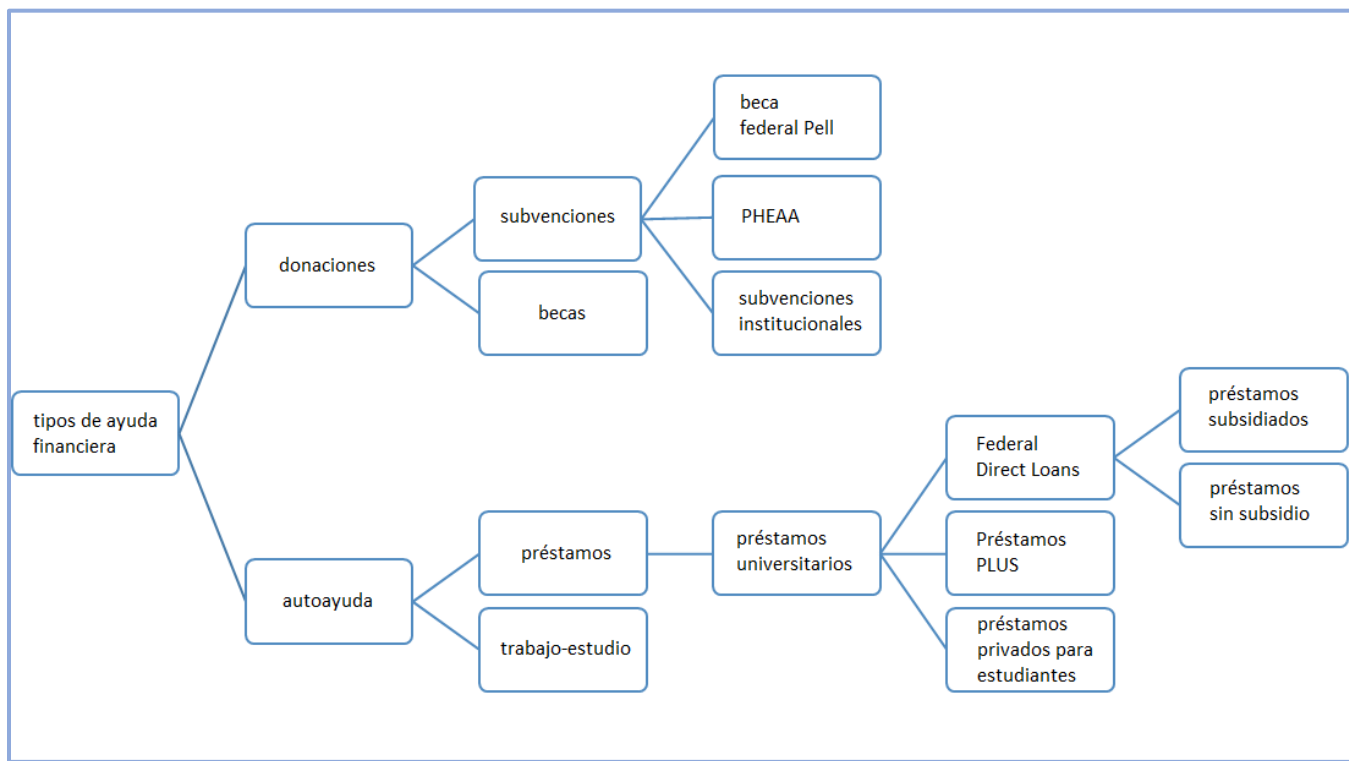 beca
federal Pell
subvenciones
PHEAA
donaciones
subvenciones
institucionales
becas
tipos de ayuda
financiera
préstamos
subsidiados
Federal
Direct Loans
préstamos
sin subsidio
préstamos
préstamos
universitarios
Préstamos
PLUS
autoayuda
trabajo-estudio
préstamos
privados para
estudiantes